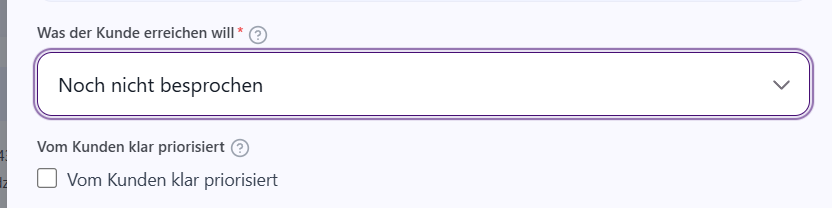 Was der Kunde erreichen will * ?
Noch nicht besprochen
Vom Kunden klar priorisiert ?
Vom Kunden klar priorisiert